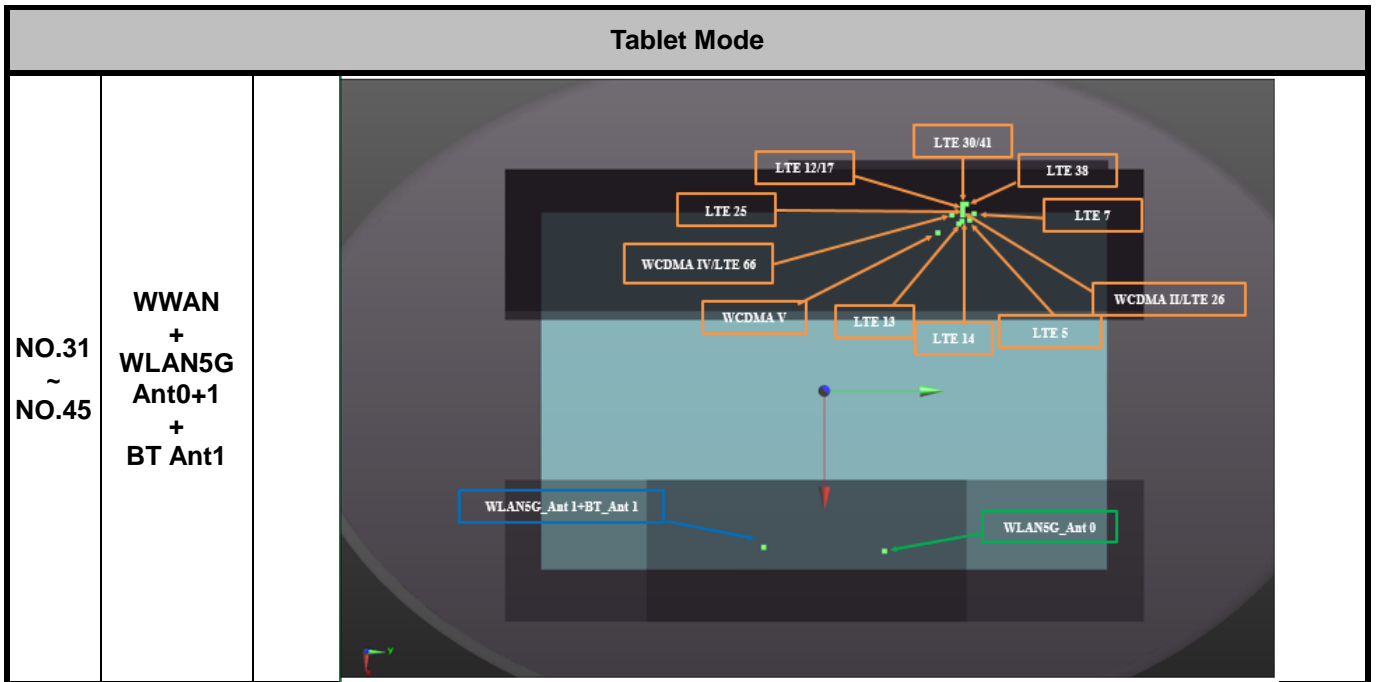 Tablet Mode
NO.31
~
NO.45
WWAN
+
WLAN5G
Ant0+1
+
BT Ant1
LTE 30/41
LTE 12/17
LTE 38
LTE 25
LTE 7
WCDMA IV/LTE 66
WCDMA II/LTE 26
WCDMA V
LTE 13
LTE 14
LTE 5
WLAN5G_Ant 1+BT_Ant 1
WLAN5G_Ant 0
Y